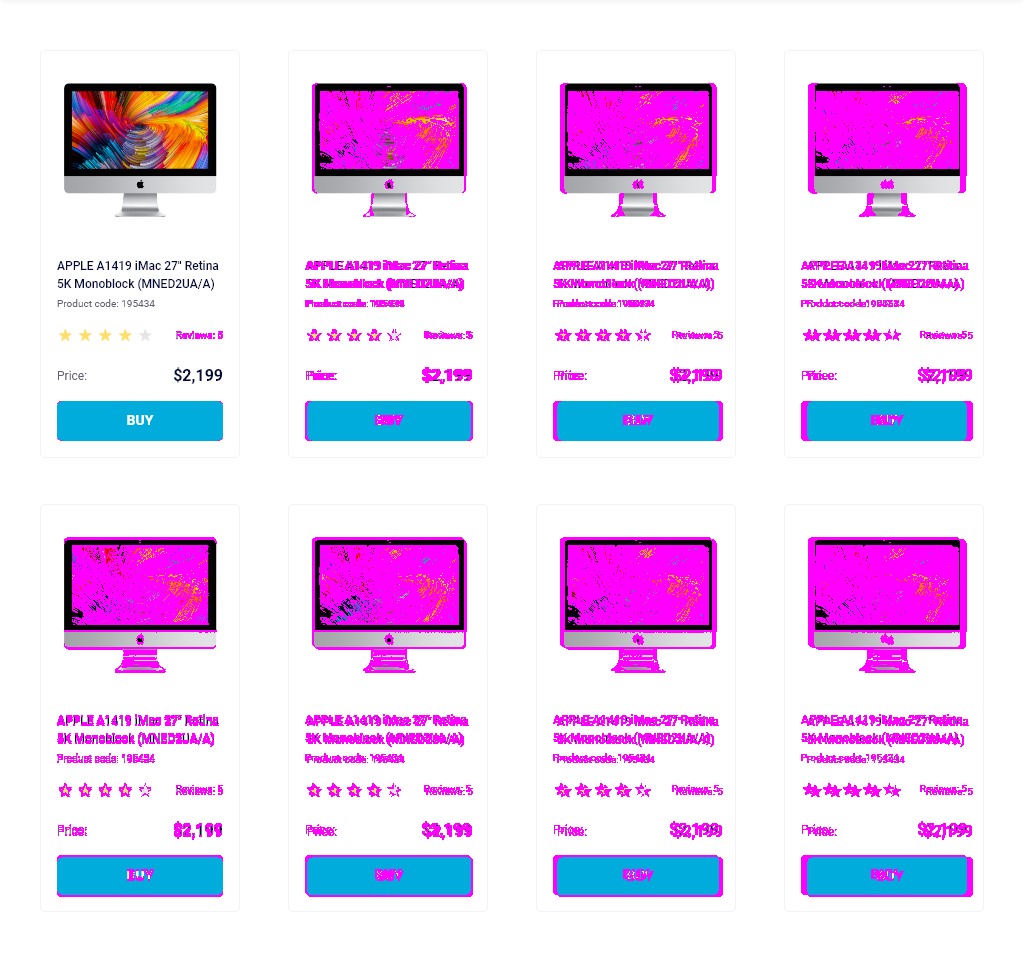 APPLE A1419 iMac 27" Retina
5K Monoblock (MNED2UA/A)
Product code: 195434
Reviews: 5
Price:
$2,199
BUY
APPLE A1419 iMac 27" Retina
5K Monoblock (MNED2UA/A)
Product code: 195434
Reviews: 5
Price:
$2,199
BUY
APPLE A1419 iMac 27" Retina
5K Monoblock (MNED2UA/A)
Product code: 195434
Reviews: 5
Price:
$2,199
BUY
APPLE A1419 iMac 27" Retina
5K Monoblock (MNED2UA/A)
Product code: 195434
Reviews: 5
Price:
$2,199
BUY
APPLE A1419 iMac 27" Retina
5K Monoblock (MNED2UA/A)
Product code: 195434
Reviews: 5
Price:
$2,199
BUY
APPLE A1419 iMac 27" Retina
5K Monoblock (MNED2UA/A)
Product code: 195434
Reviews: 5
Price:
$2,199
BUY
APPLE A1419 iMac 27" Retina
5K Monoblock (MNED2UA/A)
Product code: 195434
Reviews: 5
Price:
$2,199
BUY
APPLE A1419 iMac 27" Retina
5K Monoblock (MNED2UA/A)
Product code: 195434
Reviews: 5
Price:
$2,199
BUY